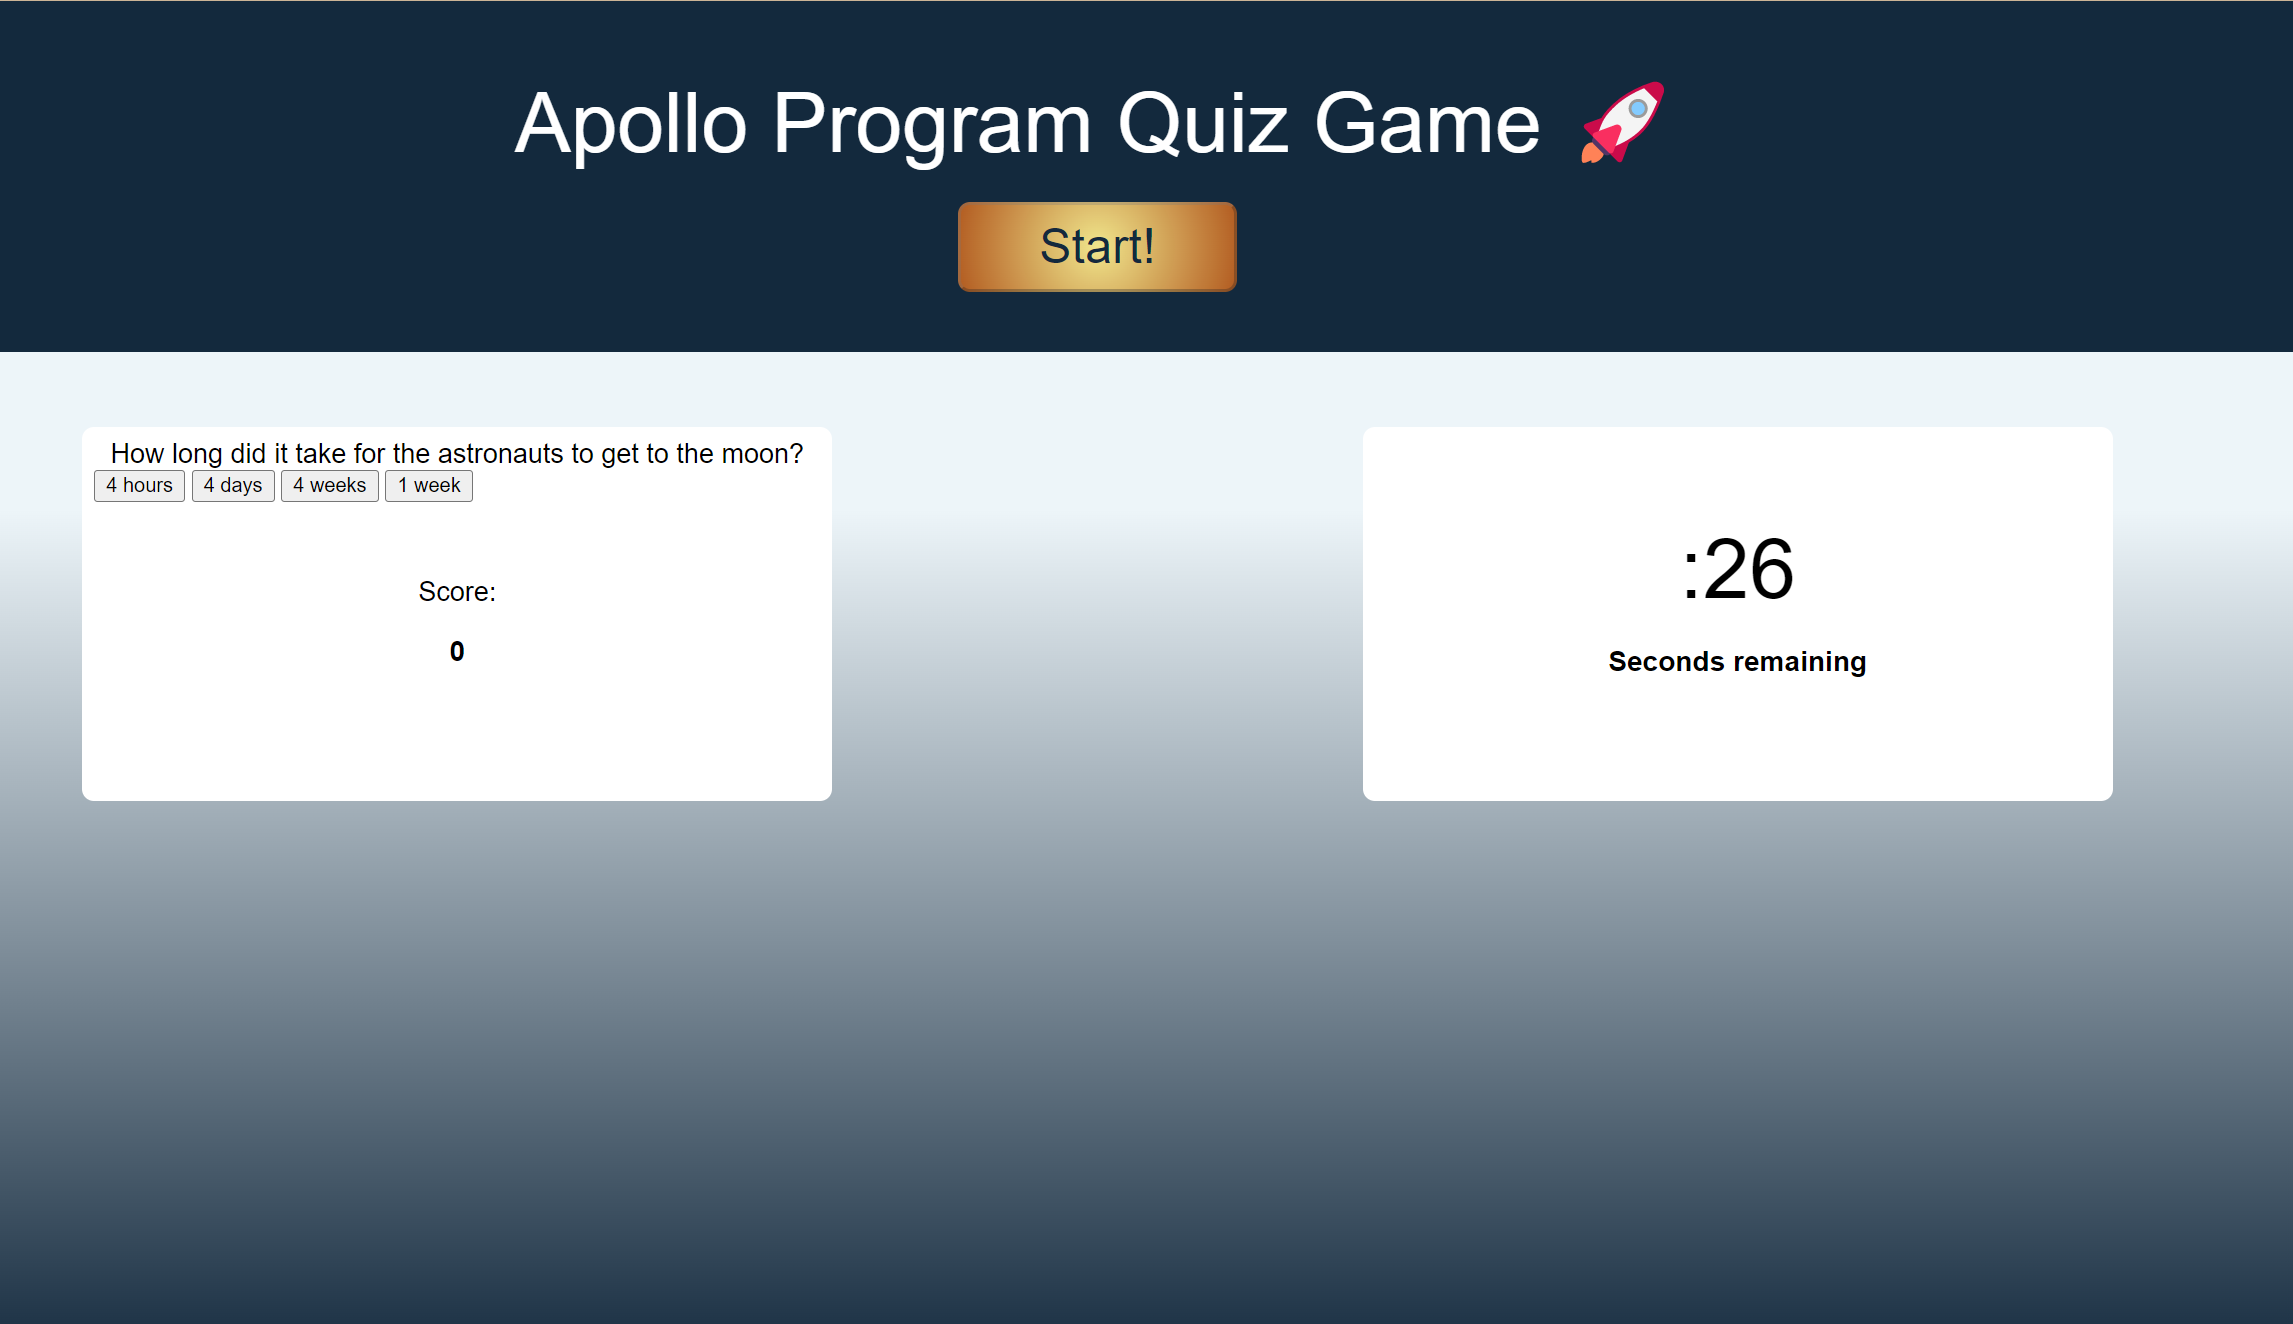 Apollo Program Quiz Game 🚀
Start!
How long did it take for the astronauts to get to the moon?
4 hours 4 days 4 weeks 1 week
Score:
0
:26
Seconds remaining